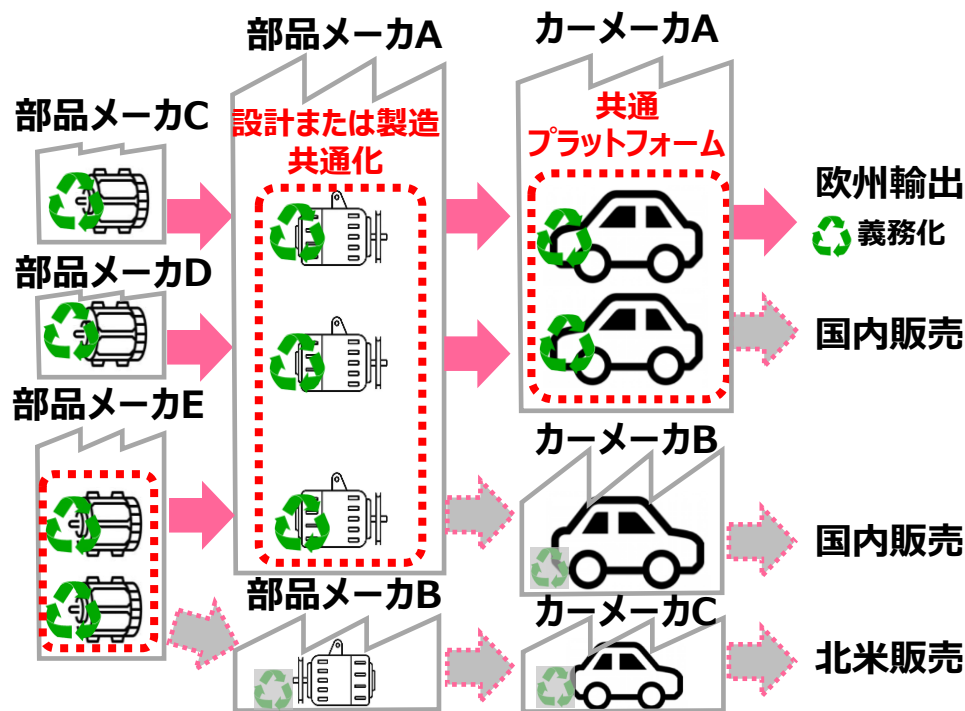 部品メーカA
カーメーカA
部品メーカC
設計または製造
共通化
共通
プラットフォーム
欧州輸出
義務化
部品メーカD
国内販売
部品メーカE
カーメーカB
国内販売
部品メーカB
カーメーカC
北米販売